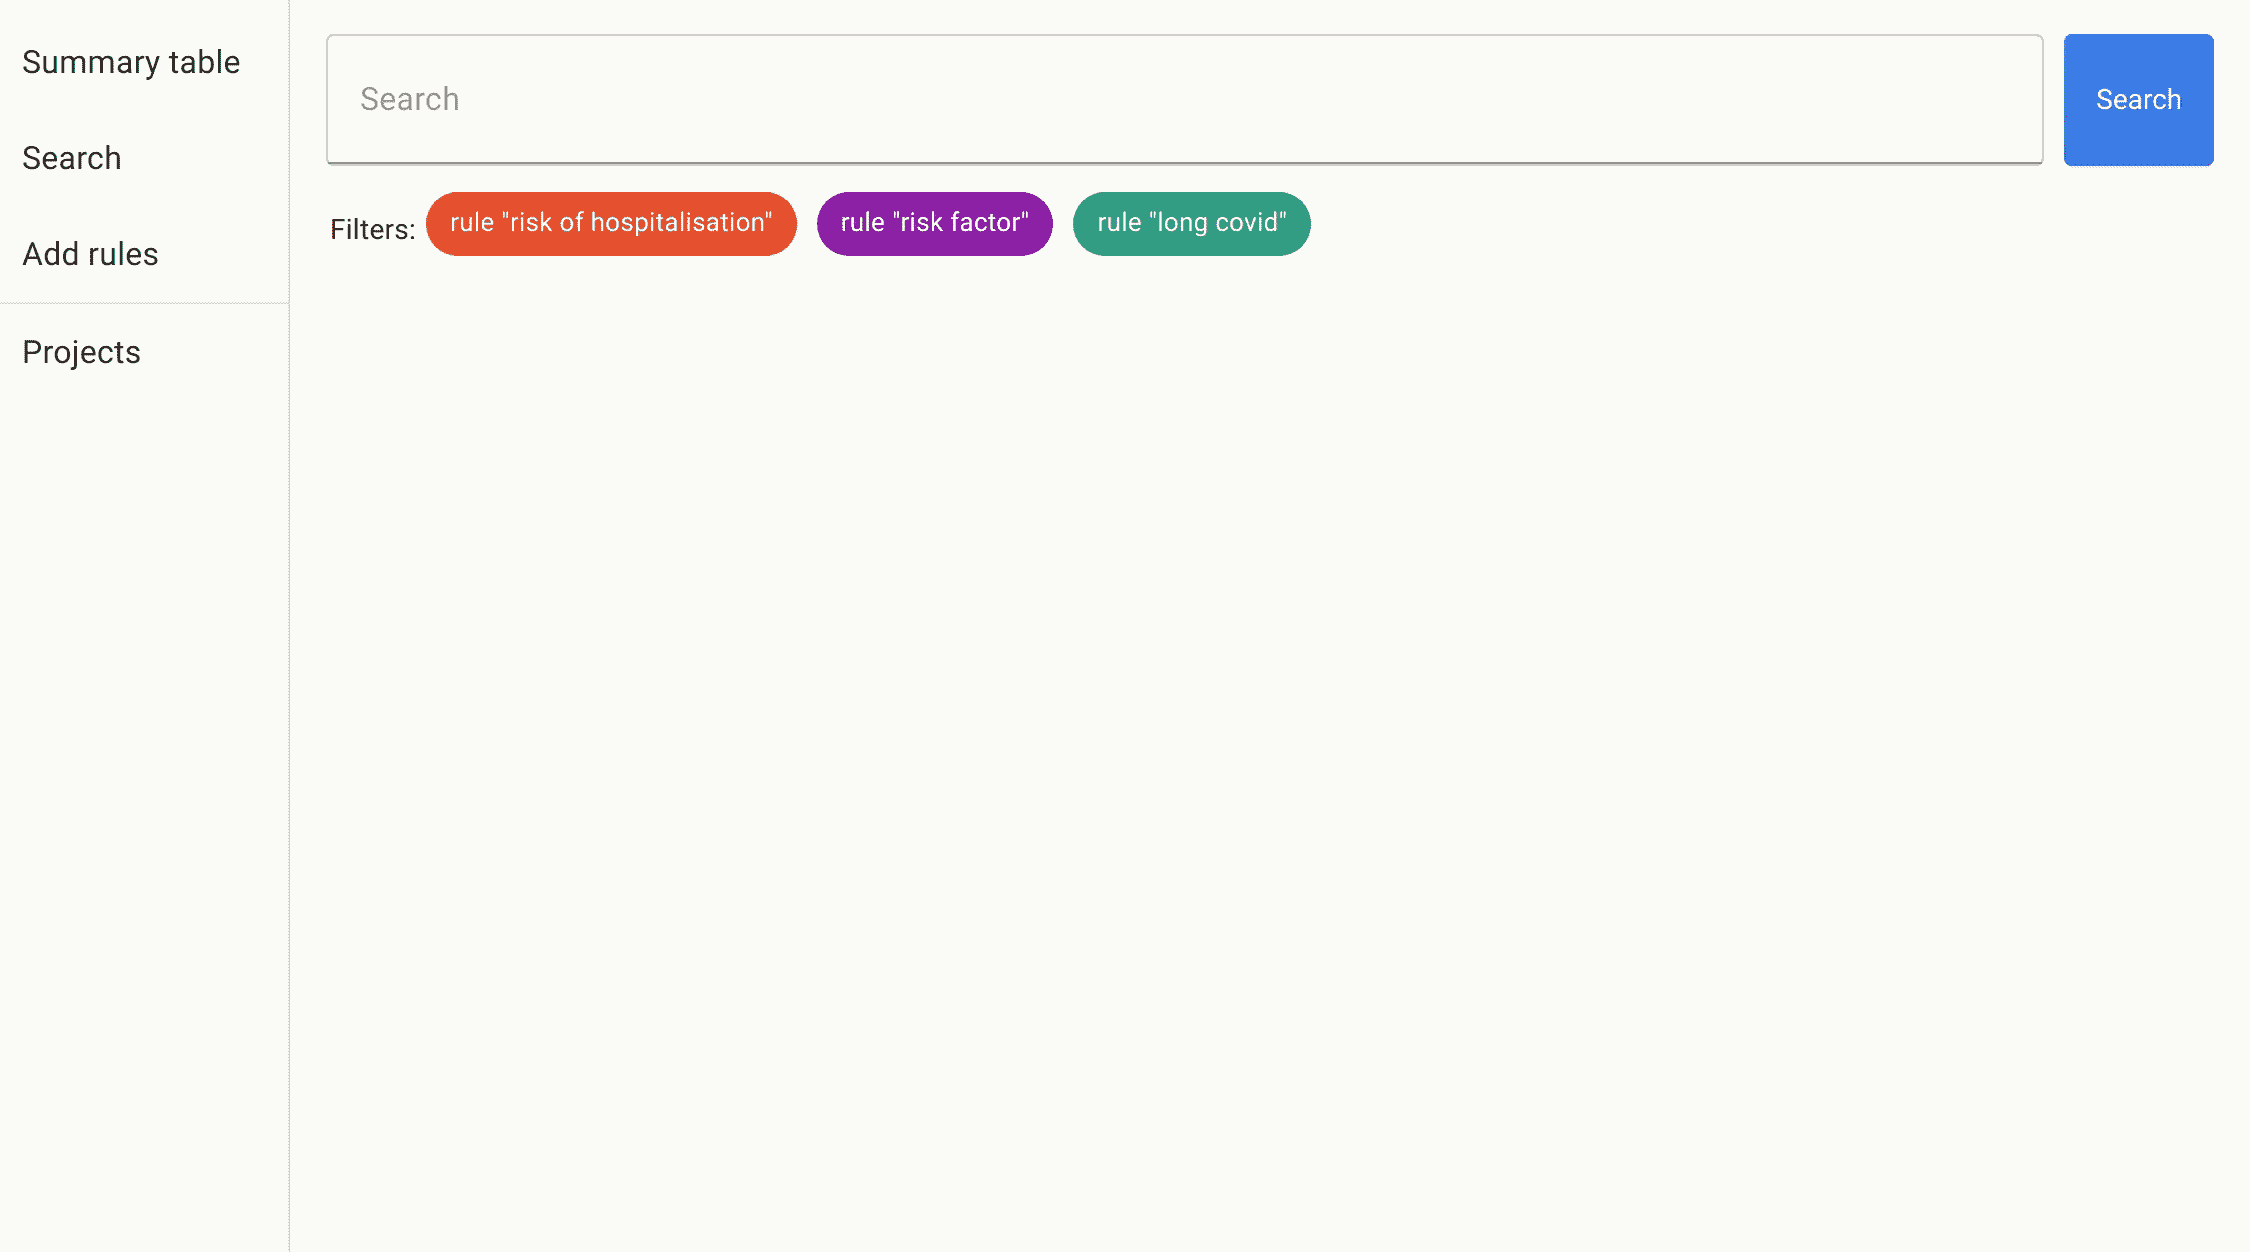 Summary table
Search
Add rules
Projects
Search
Search
Filters: rule "risk of hospitalisation" rule "risk factor" rule "long covid"